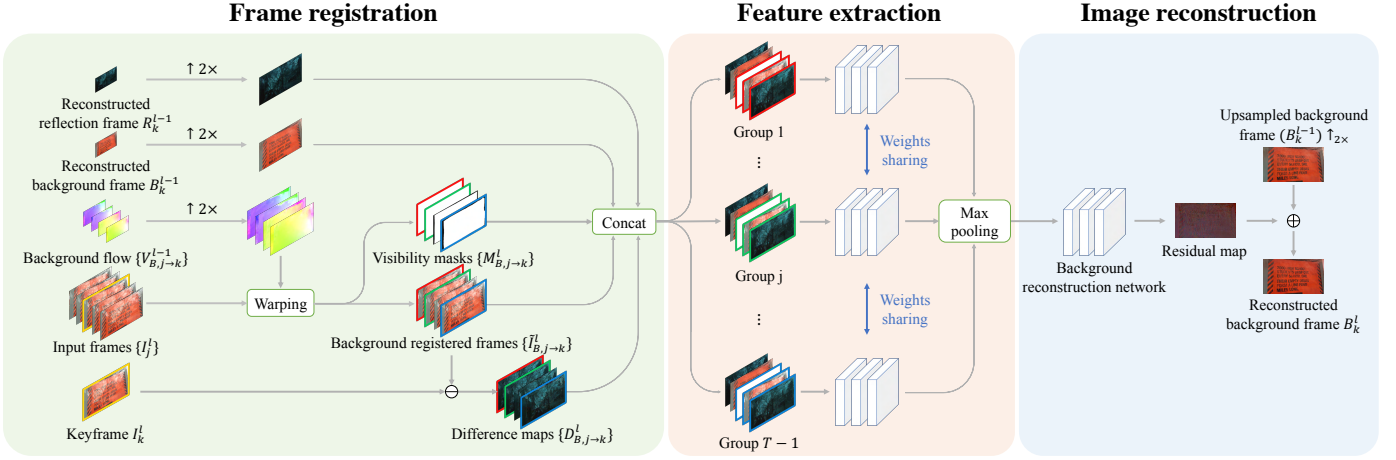 Frame registration
↑ 2×
Reconstructed
reflection frame $R_k^{l-1}$
↑ 2×
Reconstructed
background frame $B_k^{l-1}$
↑ 2×
Background flow $\{V_{B,j→k}^{l-1}\}$
Visibility masks $\{M_{B,j→k}^{l}\}$
Warping
Concat
Input frames $\{I_j^l\}$
Background registered frames $\{\tilde{I}_{B,j→k}^{l}\}$
⊖
Keyframe $I_k^l$
Difference maps $\{D_{B,j→k}^{l}\}$
Feature extraction
Group 1
Weights
sharing
⋯
Group j
Max
pooling
⋯
Weights
sharing
Group $T-1$
Image reconstruction
Upsampled background
frame $(B_k^{l-1})↑_{2×}$
⊕
Residual map
Background
reconstruction network
Reconstructed
background frame $B_k^l$